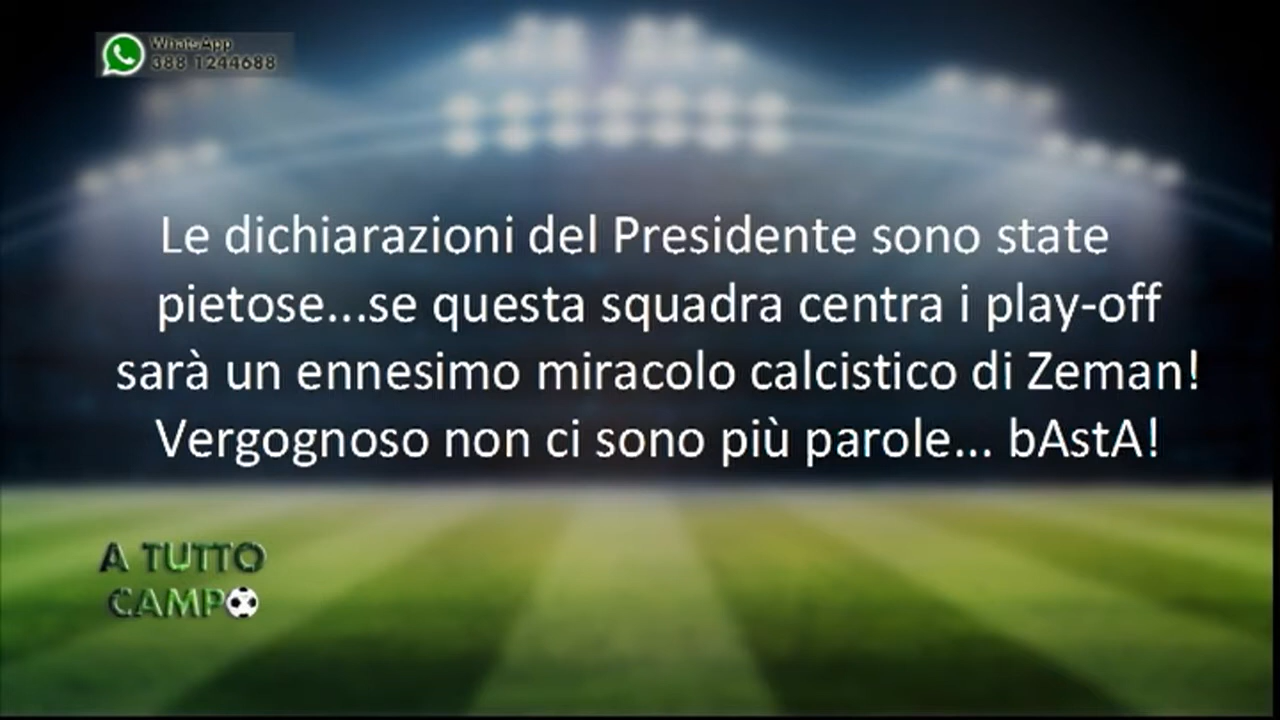 WhatsApp
388 1244688
Le dichiarazioni del Presidente sono state
pietose...se questa squadra centra i play-off
sarà un ennesimo miracolo calcistico di Zeman!
Vergognoso non ci sono più parole... bAstA!
A TUTTO
CAMPO